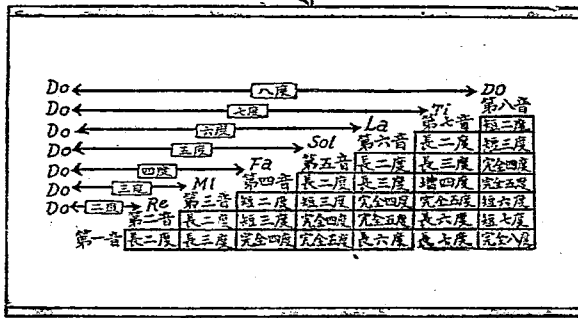 Do 八度 DO
Do 七度 Ti 第八音
Do 六度 La 第七音 短二度
Do 五度 Sol 第六音 長二度 短三度
Do 四度 Fa 第五音 長二度 長三度 完全四度
Do 三度 MI 第四音 長二度 長三度 增四度 完全五度
Do 二度 Re 第三音 短二度 短三度 完全四度 完全五度 短六度
第二音 長二度 短三度 完全四度 完全五度 長六度 短七度
第一音 長二度 長三度 完全四度 完全五度 長六度 長七度 完全八度